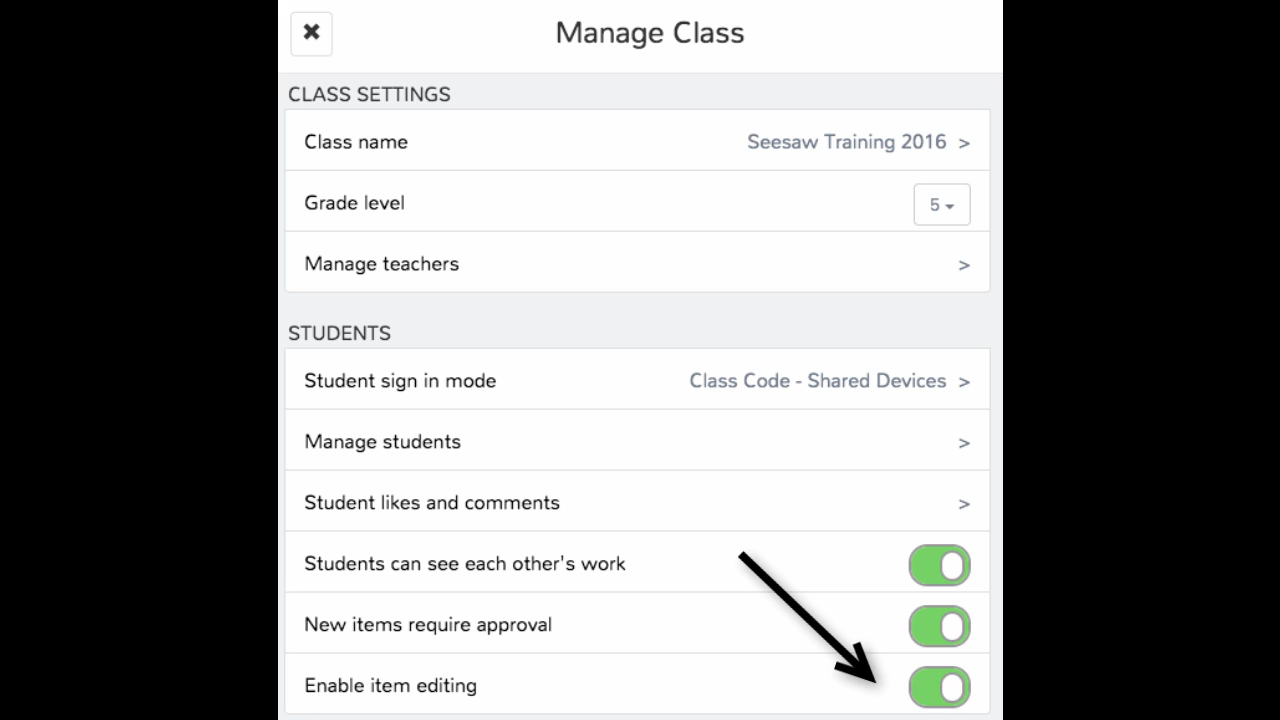 Manage Class
CLASS SETTINGS
Class name Seesaw Training 2016 >
Grade level 5
Manage teachers >
STUDENTS
Student sign in mode Class Code - Shared Devices >
Manage students >
Student likes and comments >
Students can see each other's work
New items require approval
Enable item editing